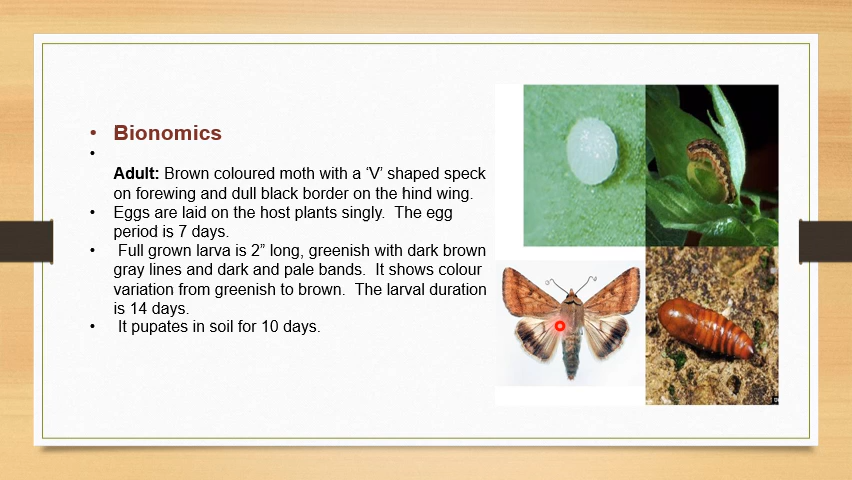 • Bionomics
•
Adult: Brown coloured moth with a ‘V’ shaped speck
on forewing and dull black border on the hind wing.
• Eggs are laid on the host plants singly.  The egg
period is 7 days.
• Full grown larva is 2” long, greenish with dark brown
gray lines and dark and pale bands.  It shows colour
variation from greenish to brown.  The larval duration
is 14 days.
• It pupates in soil for 10 days.